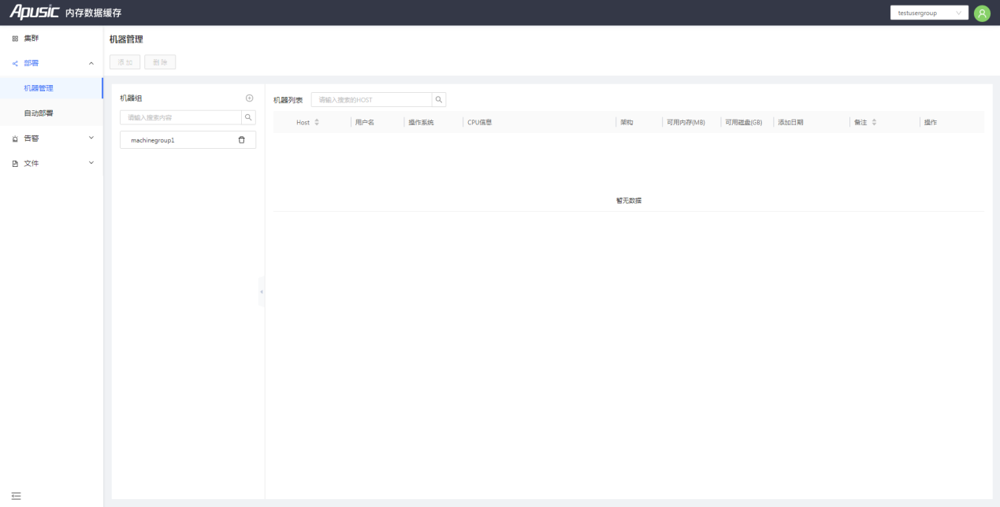 Apusic 内存数据缓存
testusergroup
集群
部署
机器管理
自动部署
告警
文件
机器管理
添 加
删 除
机器组
请输入搜索内容
machinegroup1
机器列表
请输入搜索的HOST
Host 用户名 操作系统 CPU信息 架构 可用内存(MB) 可用磁盘(GB) 添加日期 备注 操作
暂无数据